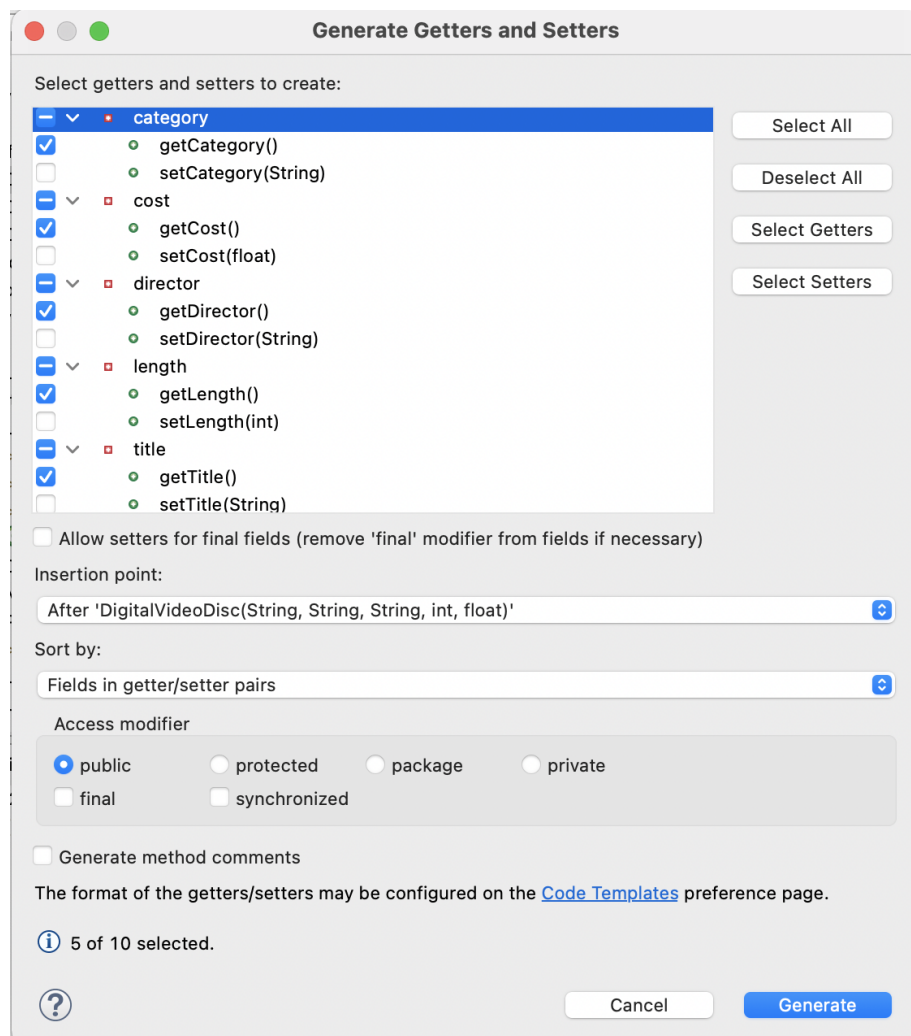 Generate Getters and Setters
Select getters and setters to create:
category
getCategory()
setCategory(String)
cost
getCost()
setCost(float)
director
getDirector()
setDirector(String)
length
getLength()
setLength(int)
title
getTitle()
setTitle(String)
Select All
Deselect All
Select Getters
Select Setters
Allow setters for final fields (remove 'final' modifier from fields if necessary)
Insertion point:
After 'DigitalVideoDisc(String, String, String, int, float)'
Sort by:
Fields in getter/setter pairs
Access modifier
public protected package private
final synchronized
Generate method comments
The format of the getters/setters may be configured on the Code Templates preference page.
5 of 10 selected.
Cancel Generate